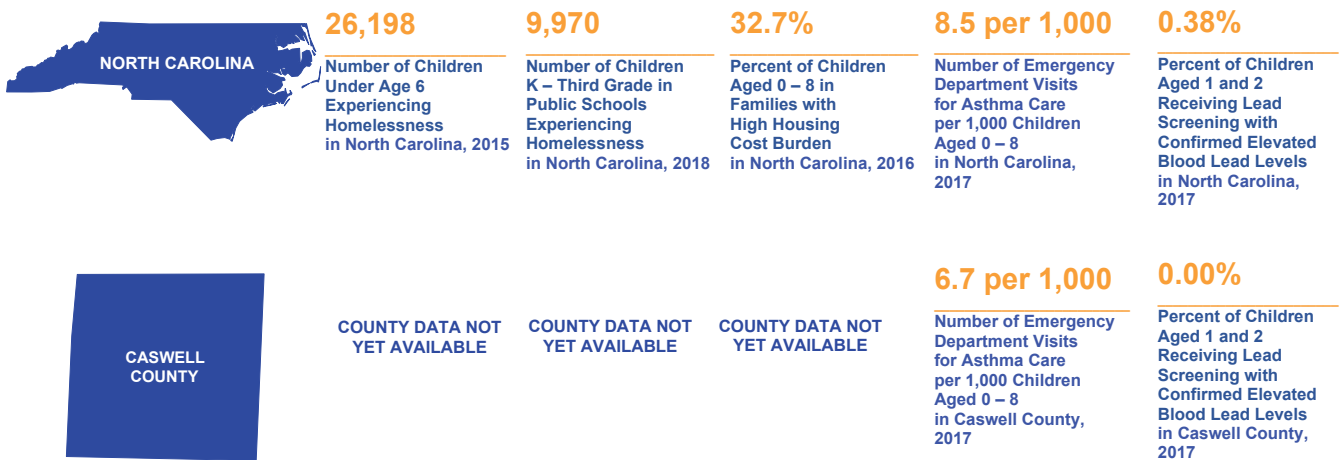 NORTH CAROLINA
26,198
Number of Children
Under Age 6
Experiencing
Homelessness
in North Carolina, 2015
9,970
Number of Children
K – Third Grade in
Public Schools
Experiencing
Homelessness
in North Carolina, 2018
32.7%
Percent of Children
Aged 0 – 8 in
Families with
High Housing
Cost Burden
in North Carolina, 2016
8.5 per 1,000
Number of Emergency
Department Visits
for Asthma Care
per 1,000 Children
Aged 0 – 8
in North Carolina,
2017
0.38%
Percent of Children
Aged 1 and 2
Receiving Lead
Screening with
Confirmed Elevated
Blood Lead Levels
in North Carolina,
2017
CASWELL
COUNTY
COUNTY DATA NOT
YET AVAILABLE
COUNTY DATA NOT
YET AVAILABLE
COUNTY DATA NOT
YET AVAILABLE
6.7 per 1,000
Number of Emergency
Department Visits
for Asthma Care
per 1,000 Children
Aged 0 – 8
in Caswell County,
2017
0.00%
Percent of Children
Aged 1 and 2
Receiving Lead
Screening with
Confirmed Elevated
Blood Lead Levels
in Caswell County,
2017